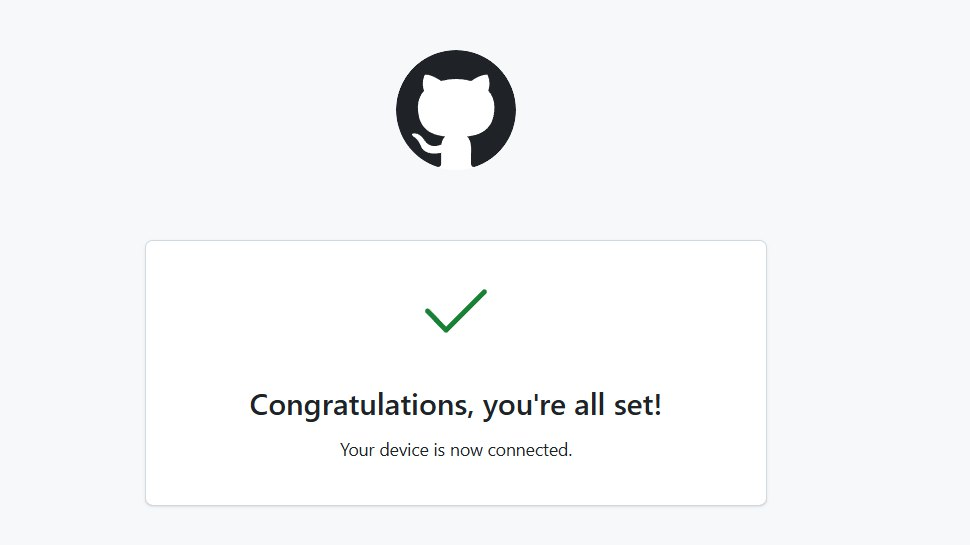 Congratulations, you're all set!
Your device is now connected.